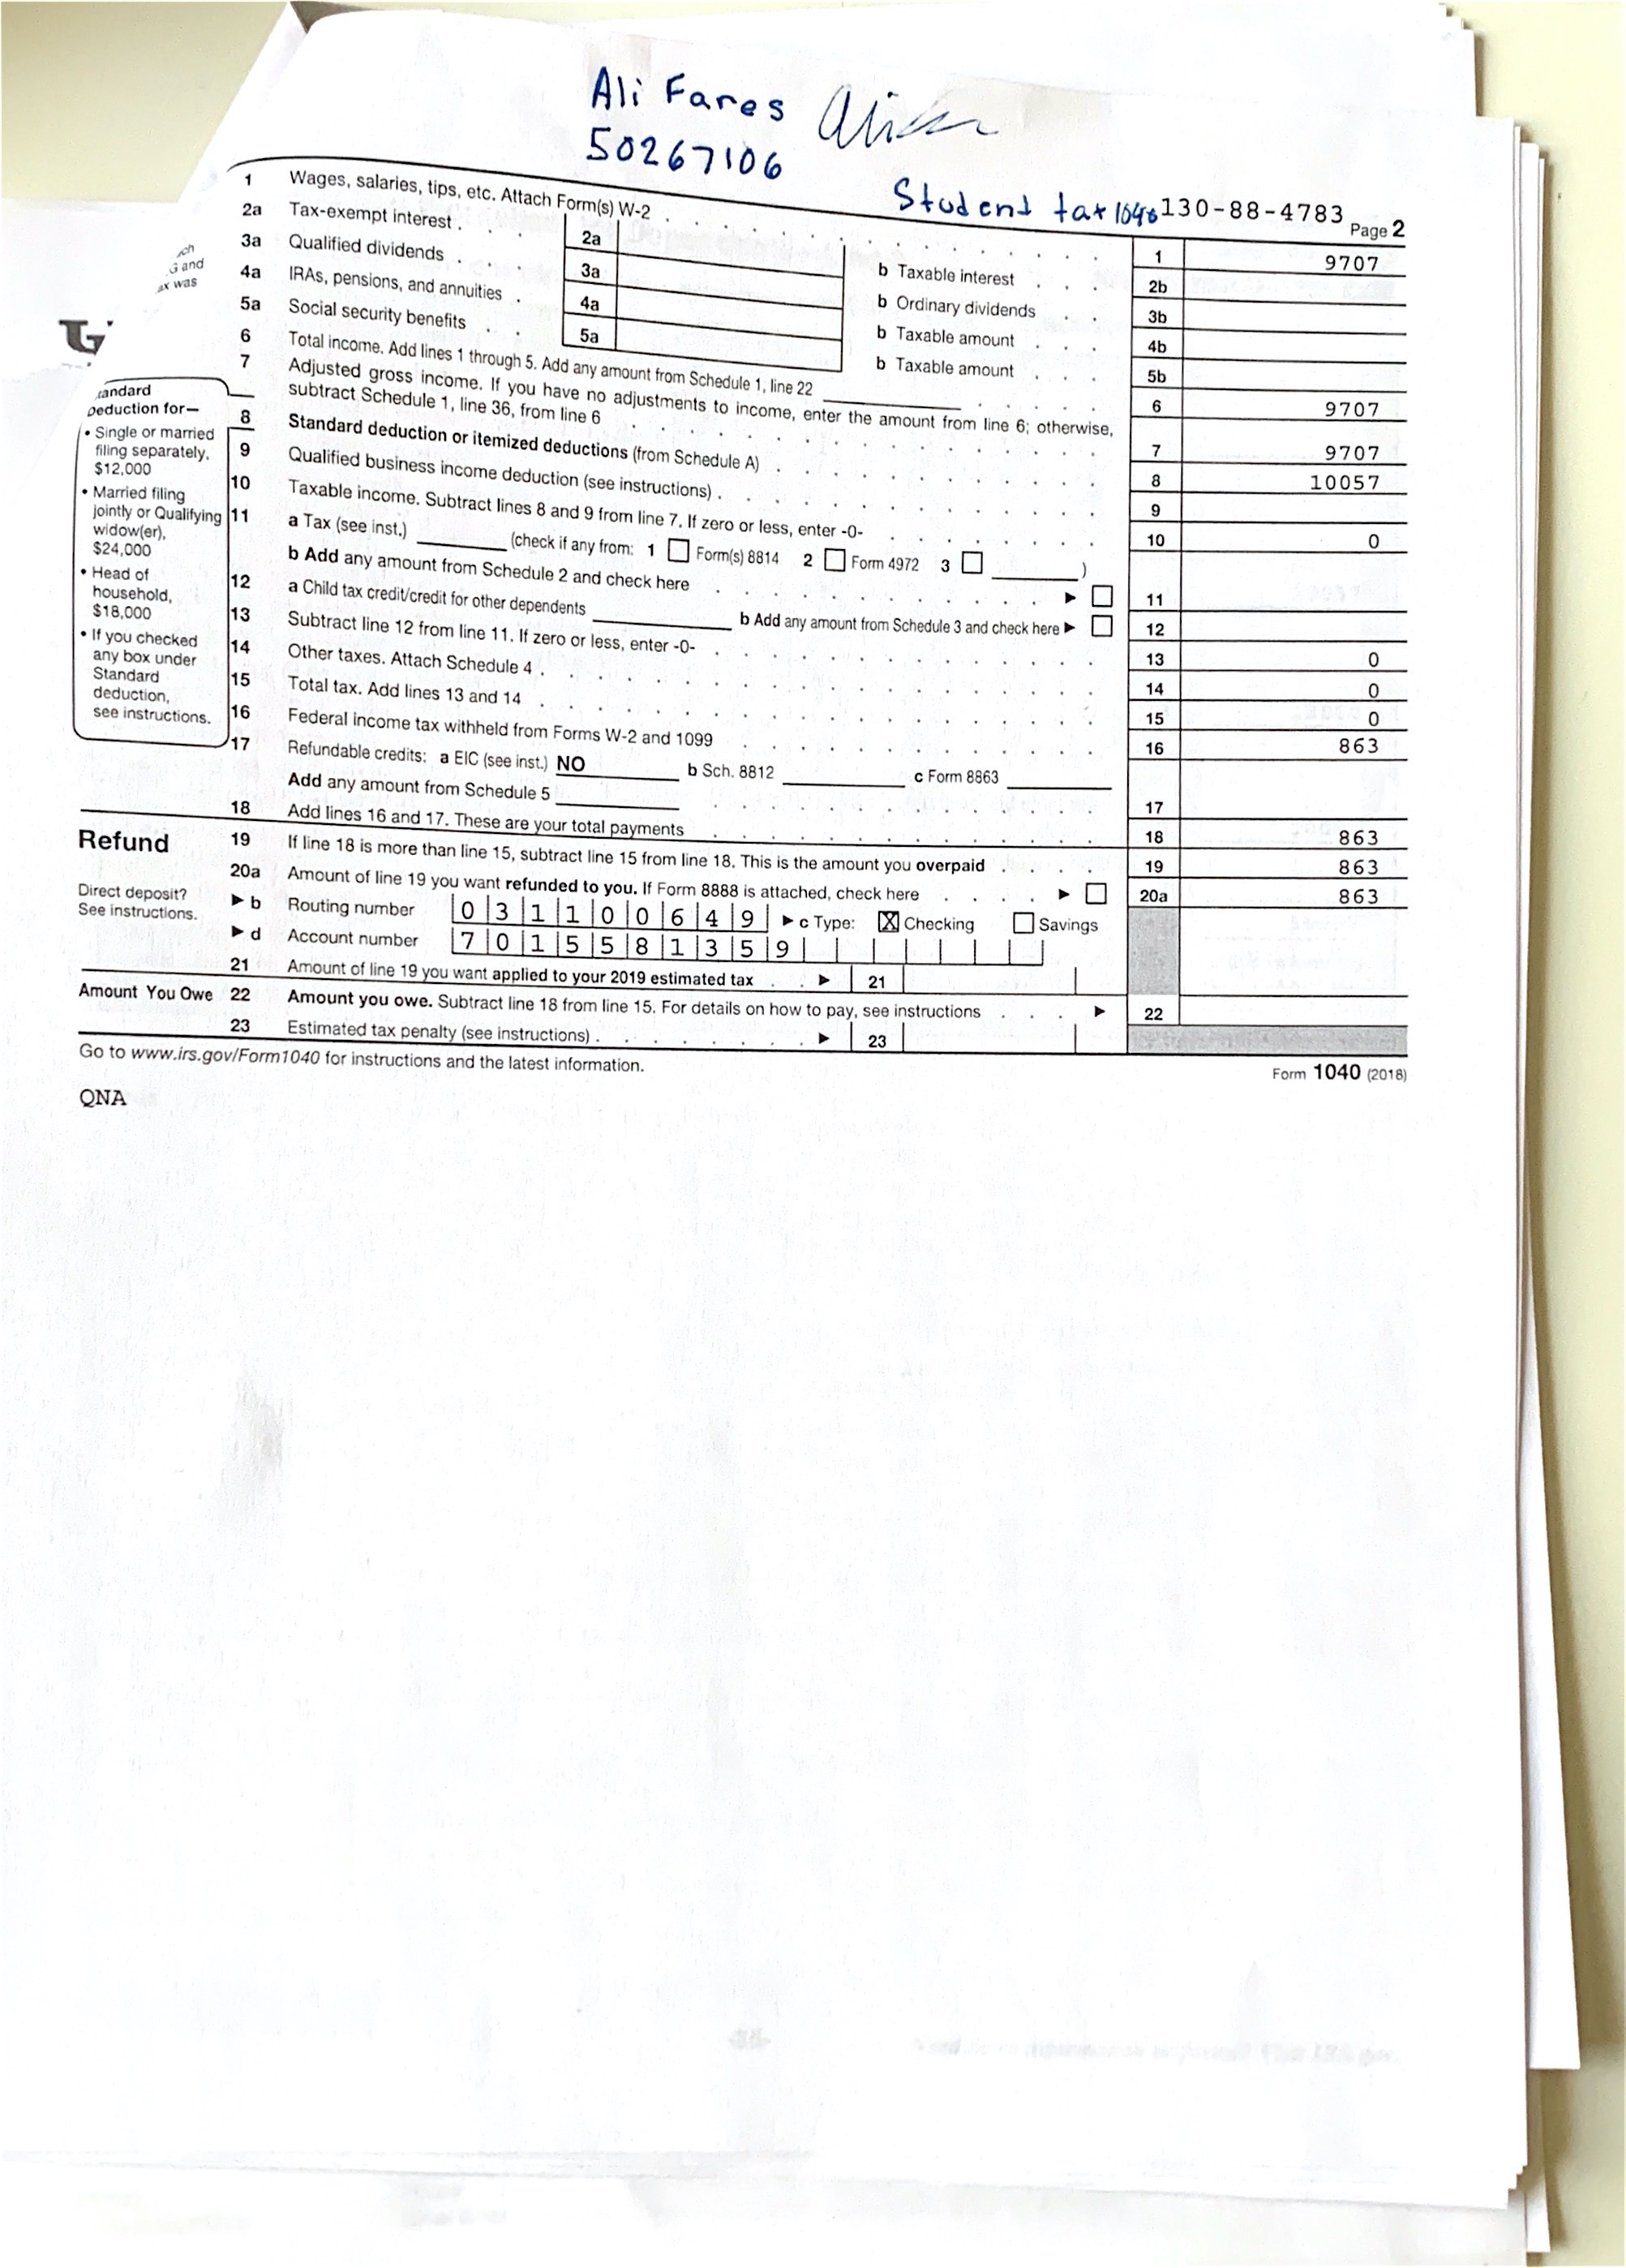 Ali Fares
50267106
Student tax 1040 130-88-4783 Page 2
1 Wages, salaries, tips, etc. Attach Form(s) W-2 . . . 1 9707
2a Tax-exempt interest . . . 2a b Taxable interest . . . 2b
3a Qualified dividends . . . 3a b Ordinary dividends . . 3b
4a IRAs, pensions, and annuities . 4a b Taxable amount . . . 4b
5a Social security benefits . . 5a b Taxable amount . . . 5b
6 Total income. Add lines 1 through 5. Add any amount from Schedule 1, line 22 . . . . . 6 9707
7 Adjusted gross income. If you have no adjustments to income, enter the amount from line 6; otherwise,
subtract Schedule 1, line 36, from line 6 . . . 7 9707
8 Standard deduction or itemized deductions (from Schedule A) . . . 8 10057
9 Qualified business income deduction (see instructions) . . . 9
10 Taxable income. Subtract lines 8 and 9 from line 7. If zero or less, enter -0- . . . 10 0
11 a Tax (see inst.) (check if any from: 1 Form(s) 8814 2 Form 4972 3 )
b Add any amount from Schedule 2 and check here . . . ► 11
12 a Child tax credit/credit for other dependents b Add any amount from Schedule 3 and check here ► 12
13 Subtract line 12 from line 11. If zero or less, enter -0- . . . 13 0
14 Other taxes. Attach Schedule 4 . . . 14 0
15 Total tax. Add lines 13 and 14 . . . 15 0
16 Federal income tax withheld from Forms W-2 and 1099 . . . 16 863
17 Refundable credits: a EIC (see inst.) NO b Sch. 8812 c Form 8863
Add any amount from Schedule 5 . . . 17
18 Add lines 16 and 17. These are your total payments . . . 18 863
and
was
Deduction for—
• Single or married
filing separately,
$12,000
• Married filing
jointly or Qualifying
widow(er),
$24,000
• Head of
household,
$18,000
• If you checked
any box under
Standard
deduction,
see instructions.
Refund 19 If line 18 is more than line 15, subtract line 15 from line 18. This is the amount you overpaid . . . . 19 863
20a Amount of line 19 you want refunded to you. If Form 8888 is attached, check here . . . . ► 20a 863
Direct deposit?
See instructions.
► b Routing number 031100649 ► c Type: X Checking Savings
► d Account number 7015581359
21 Amount of line 19 you want applied to your 2019 estimated tax . . ► 21
Amount You Owe 22 Amount you owe. Subtract line 18 from line 15. For details on how to pay, see instructions . . . ► 22
23 Estimated tax penalty (see instructions) . . . ► 23
Go to www.irs.gov/Form1040 for instructions and the latest information.
Form 1040 (2018)
QNA